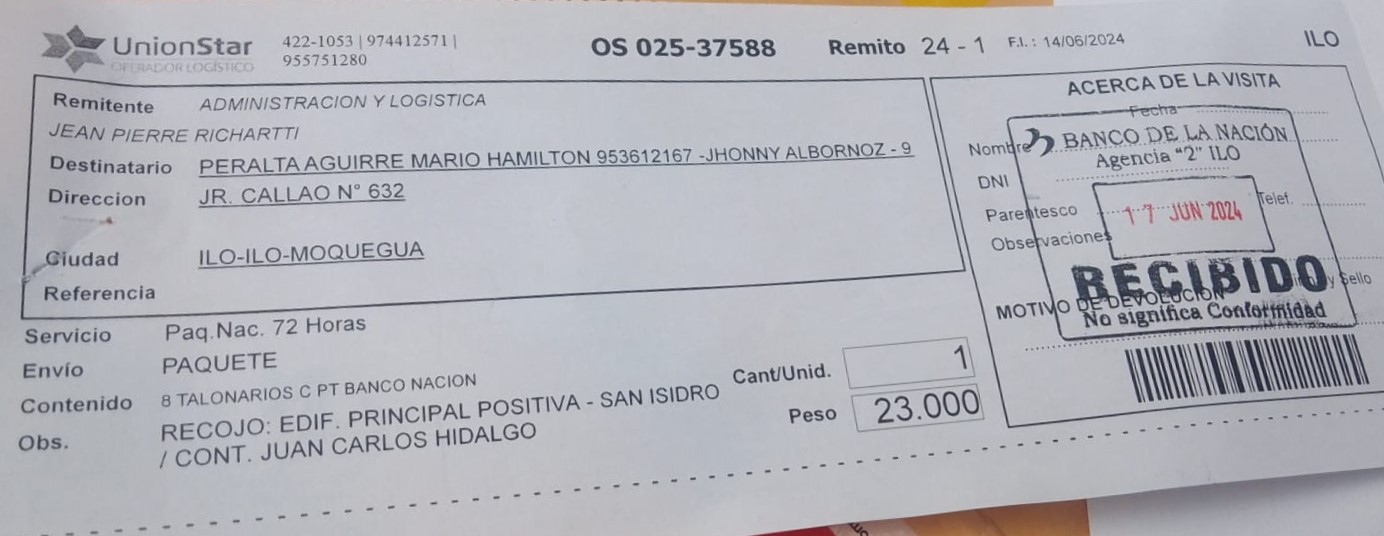 UnionStar
OPERADOR LOGÍSTICO
422-1053 | 974412571 |
955751280
OS 025-37588
Remito 24 - 1
F.I. : 14/06/2024
ILO
Remitente ADMINISTRACION Y LOGISTICA
JEAN PIERRE RICHARTTI
Destinatario PERALTA AGUIRRE MARIO HAMILTON 953612167 -JHONNY ALBORNOZ - 9
Direccion JR. CALLAO N° 632
Ciudad ILO-ILO-MOQUEGUA
Referencia
Servicio Paq.Nac. 72 Horas
Envío PAQUETE
Contenido 8 TALONARIOS C PT BANCO NACION
Obs. RECOJO: EDIF. PRINCIPAL POSITIVA - SAN ISIDRO
/ CONT. JUAN CARLOS HIDALGO
Cant/Unid. 1
Peso 23.000
ACERCA DE LA VISITA
Fecha
Nombre
DNI
Parentesco
Telef.
Observaciones
y Sello
MOTIVO DE DEVOLUCION
BANCO DE LA NACIÓN
Agencia "2" ILO
17 JUN 2024
RECIBIDO
No significa Conformidad